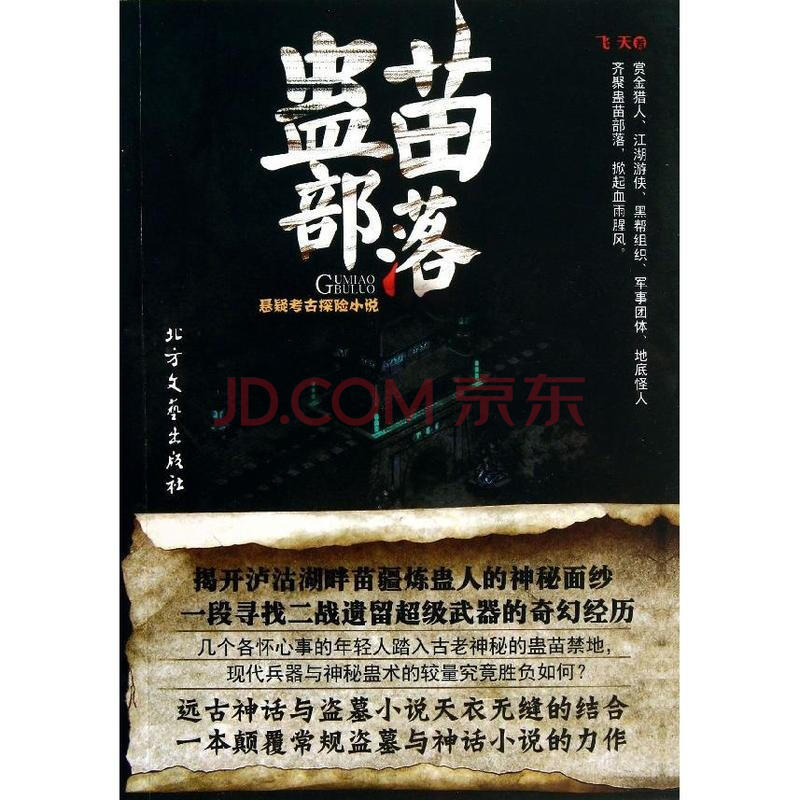 飞天 著
赏金猎人、江湖游侠、黑帮组织、军事团体、地底怪人
齐聚蛊苗部落，掀起血雨腥风。
蛊苗
部落
GUMIAO
BULUO
悬疑考古探险小说
北方文艺出版社
JD.COM 京东
揭开泸沽湖畔苗疆炼蛊人的神秘面纱
一段寻找二战遗留超级武器的奇幻经历
几个各怀心事的年轻人踏入古老神秘的蛊苗禁地，
现代兵器与神秘蛊术的较量究竟胜负如何？
远古神话与盗墓小说天衣无缝的结合
一本颠覆常规盗墓与神话小说的力作